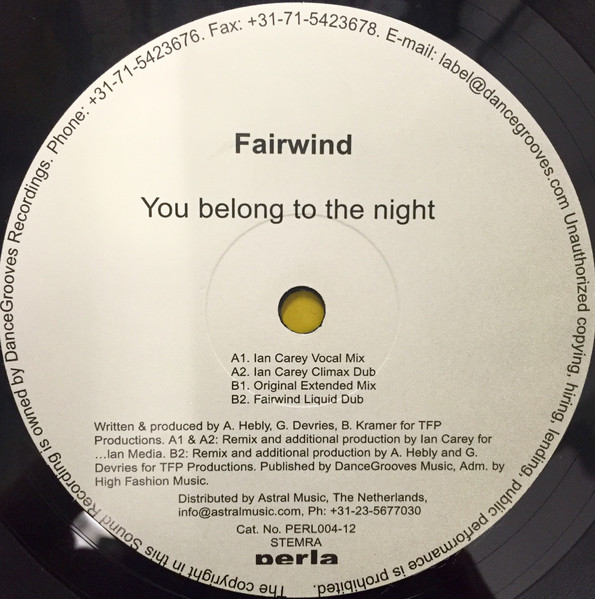 Fairwind
You belong to the night
A1. Ian Carey Vocal Mix
A2. Ian Carey Climax Dub
B1. Original Extended Mix
B2. Fairwind Liquid Dub
Written & produced by A. Hebly, G. Devries, B. Kramer for TFP
Productions. A1 & A2: Remix and additional production by Ian Carey for
...Ian Media. B2: Remix and additional production by A. Hebly and G.
Devries for TFP Productions. Published by DanceGrooves Music, Adm. by
High Fashion Music.
Distributed by Astral Music, The Netherlands,
info@astralmusic.com, Ph: +31-23-5677030
Cat. No. PERL004-12
STEMRA
perla
The copyright in this Sound Recording is owned by DanceGrooves Recordings. Phone: +31-71-5423676. Fax: +31-71-5423678. E-mail: label@dancegrooves.com Unauthorized copying, hiring, lending, public performance is prohibited.